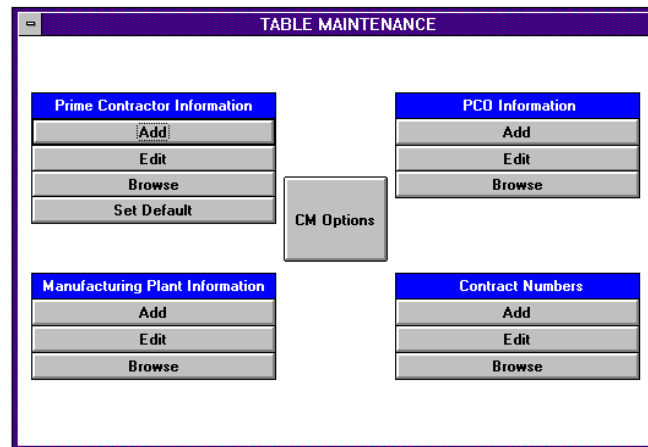 TABLE MAINTENANCE
Prime Contractor Information
Add
Edit
Browse
Set Default
PCO Information
Add
Edit
Browse
CM Options
Manufacturing Plant Information
Add
Edit
Browse
Contract Numbers
Add
Edit
Browse